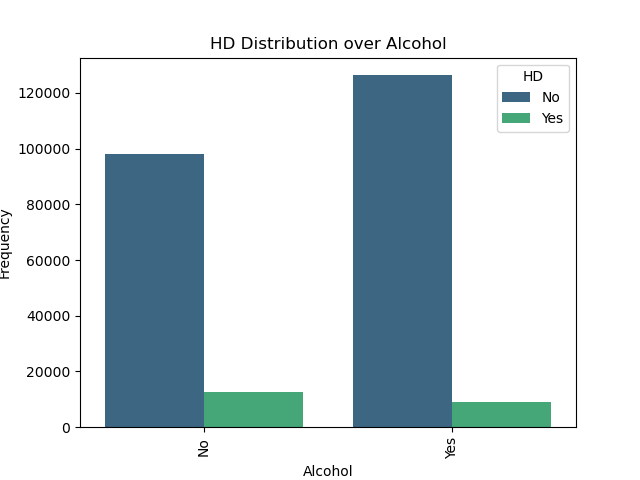 HD Distribution over Alcohol
HD
No
Yes
120000
100000
80000
60000
40000
20000
0
Frequency
No
Yes
Alcohol